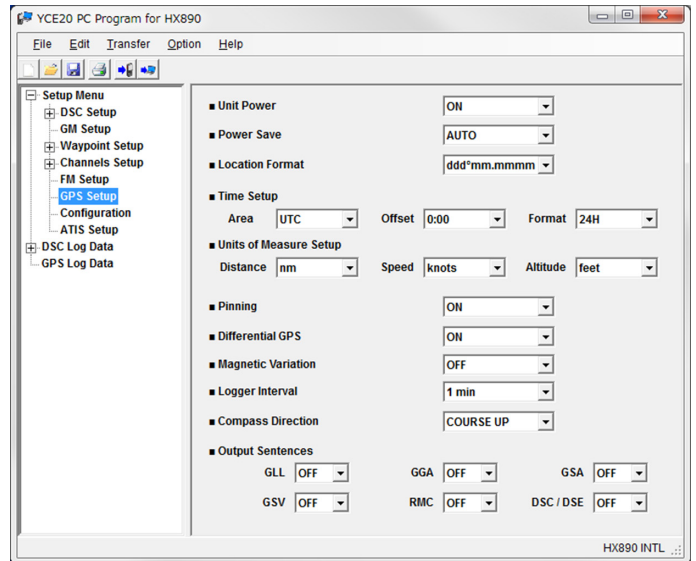 YCE20 PC Program for HX890
File Edit Transfer Option Help
Setup Menu
DSC Setup
GM Setup
Waypoint Setup
Channels Setup
FM Setup
GPS Setup
Configuration
ATIS Setup
DSC Log Data
GPS Log Data
Unit Power ON
Power Save AUTO
Location Format ddd°mm.mmmm
Time Setup
Area UTC Offset 0:00 Format 24H
Units of Measure Setup
Distance nm Speed knots Altitude feet
Pinning ON
Differential GPS ON
Magnetic Variation OFF
Logger Interval 1 min
Compass Direction COURSE UP
Output Sentences
GLL OFF GGA OFF GSA OFF
GSV OFF RMC OFF DSC / DSE OFF
HX890 INTL